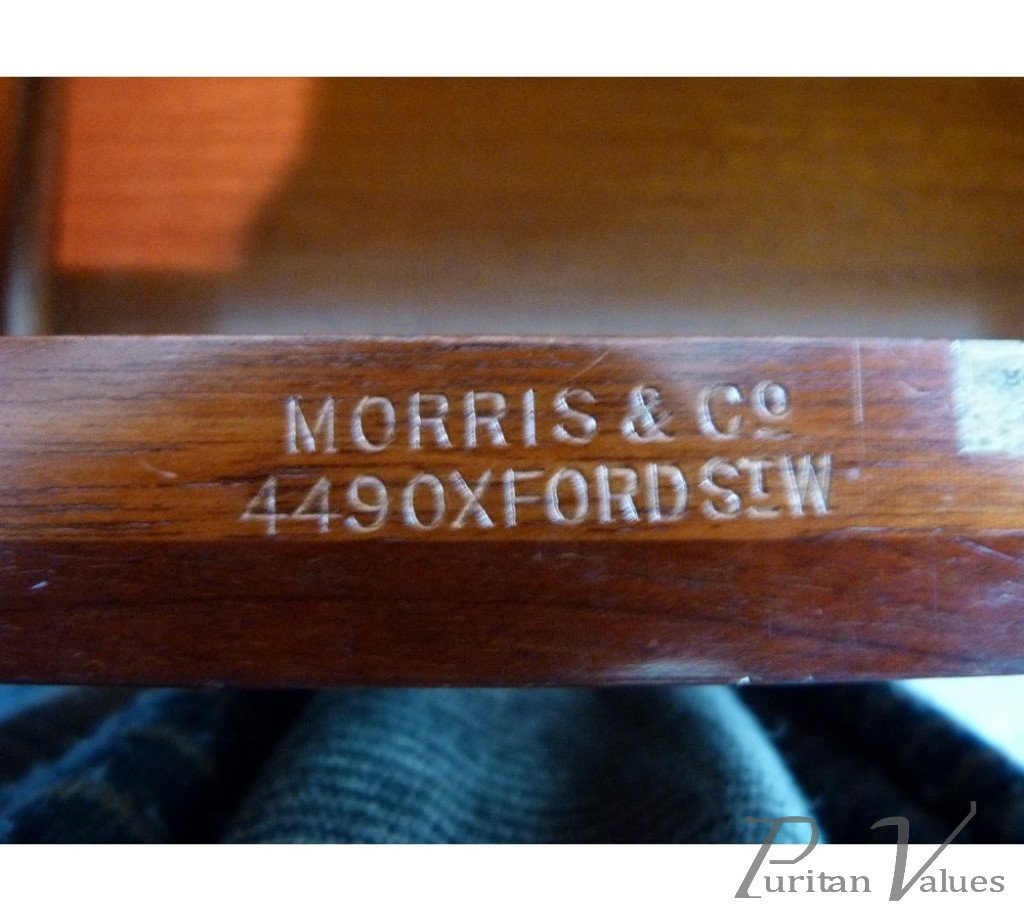 MORRIS & Cº
449 OXFORD ST W
Puritan Values